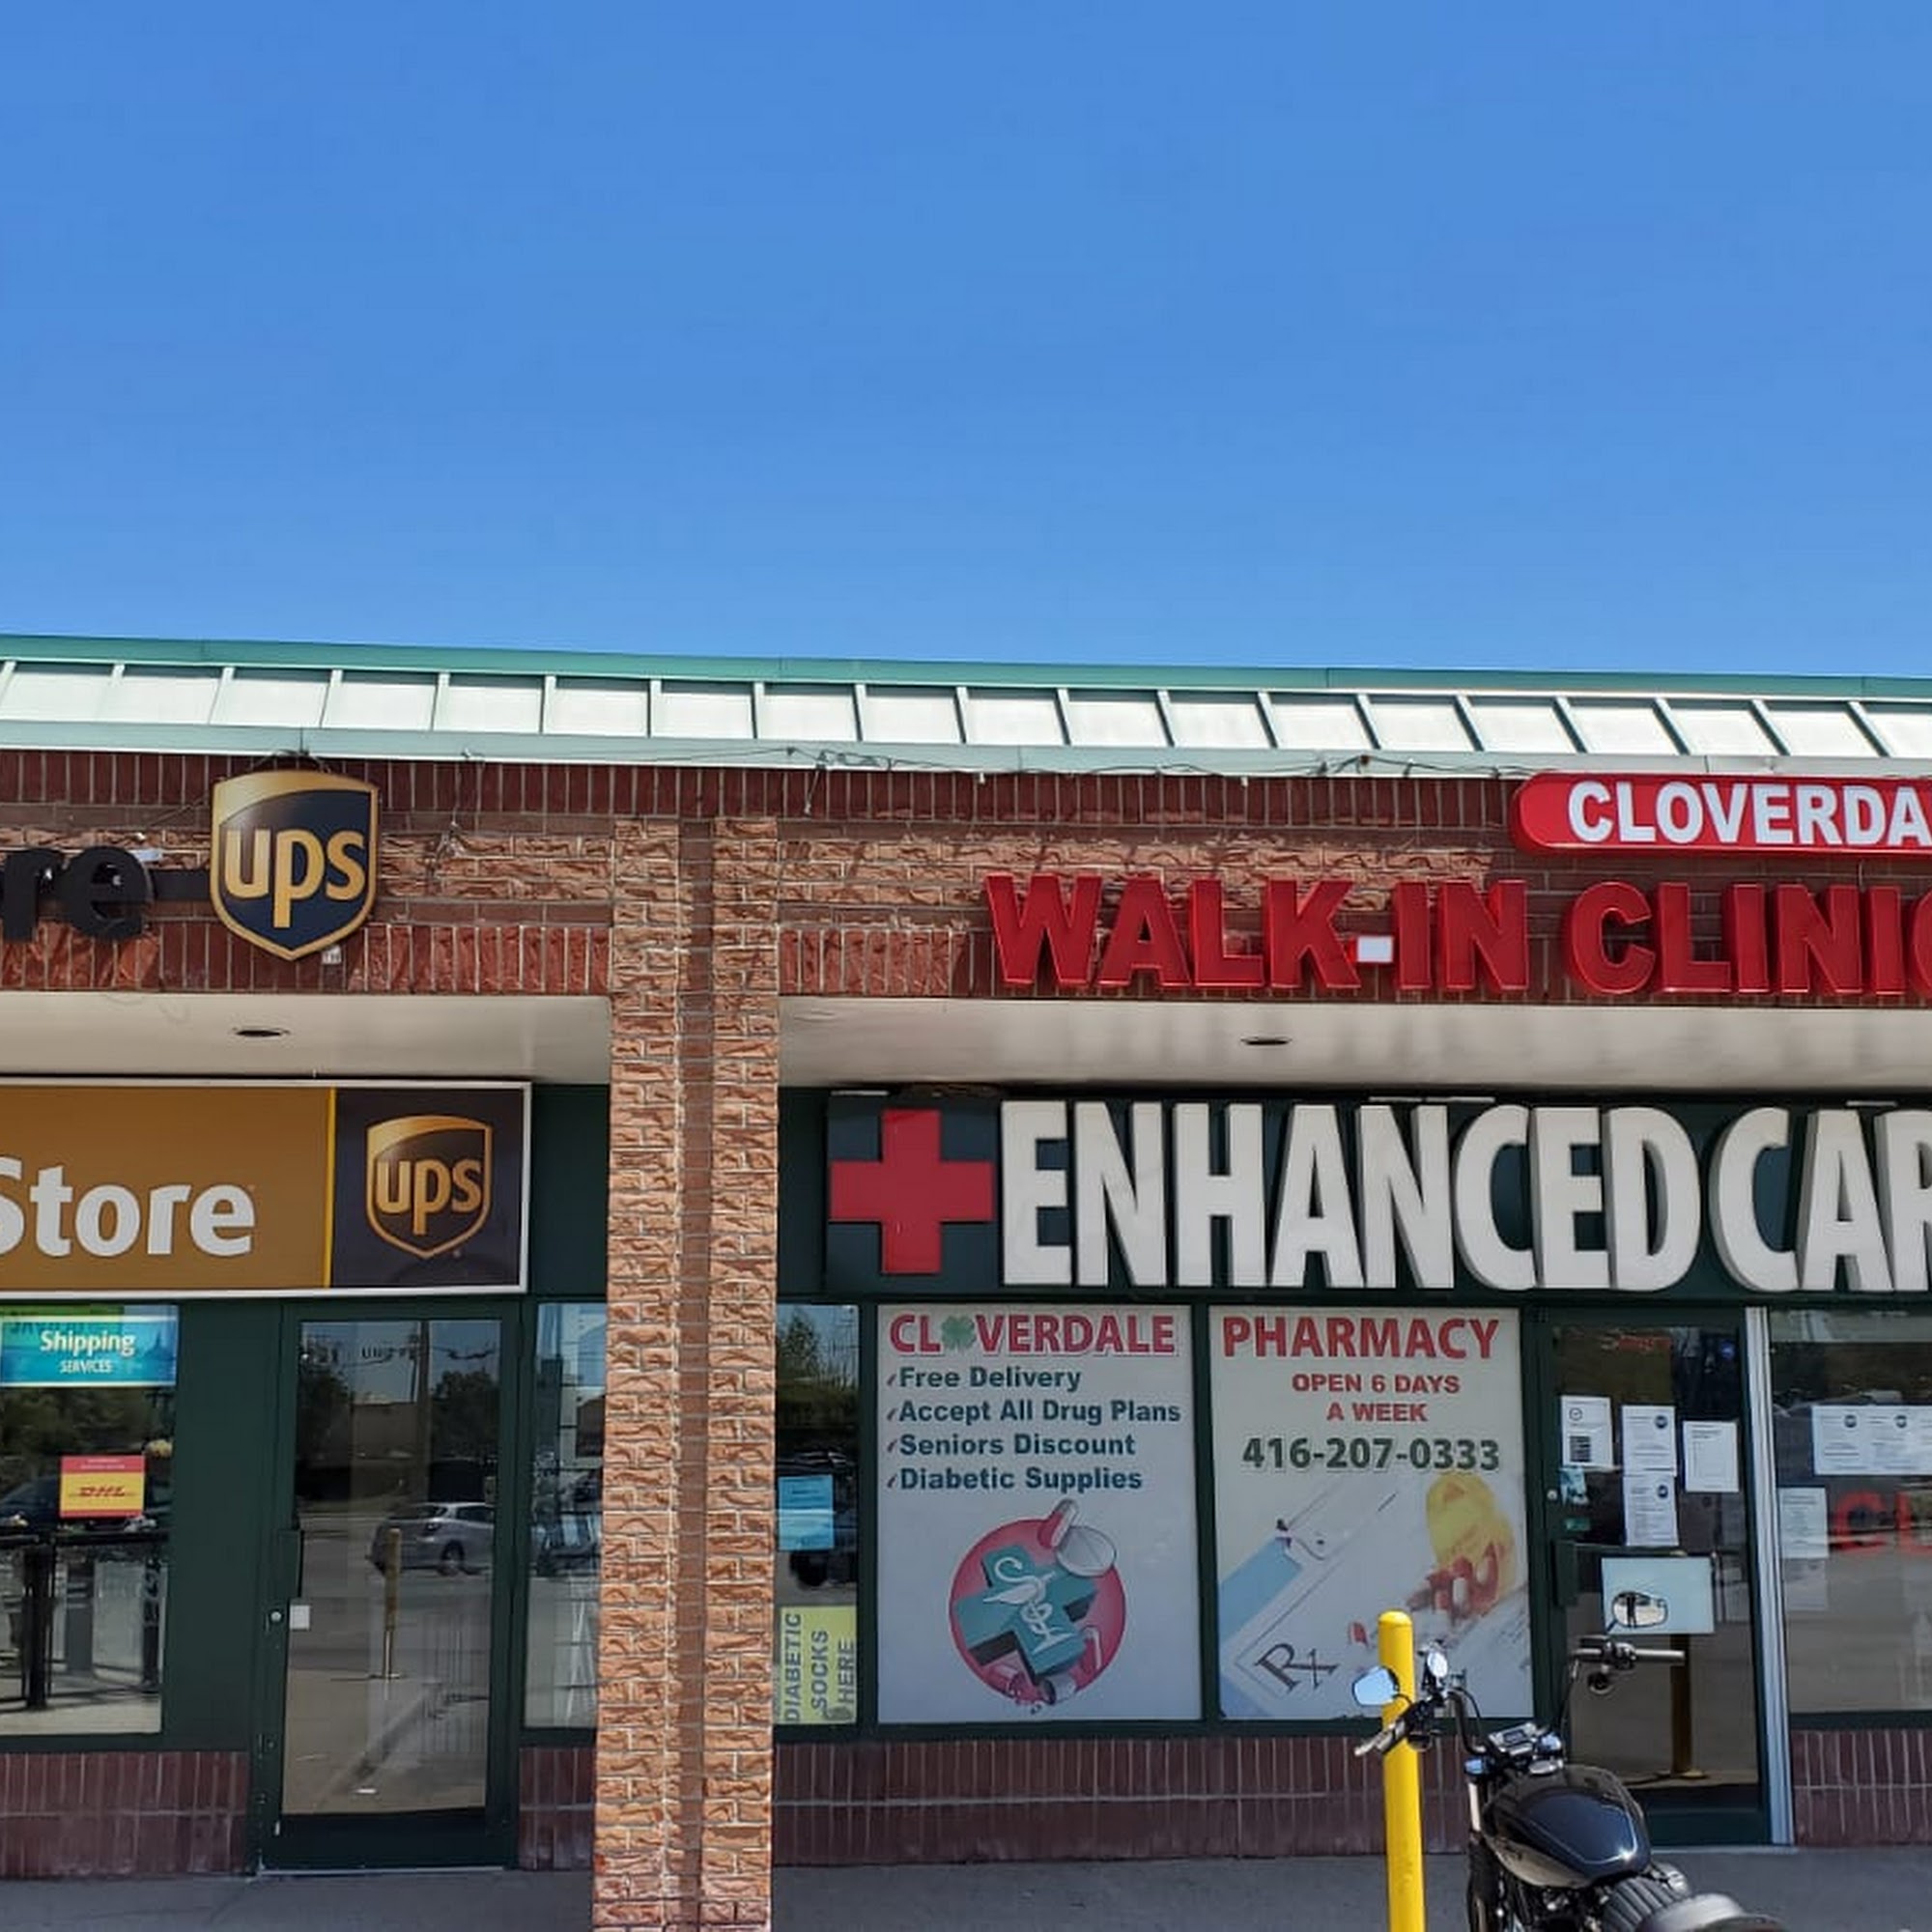 re
ups
CLOVERDA
WALK-IN CLINIC
Store
ups
ENHANCED CAR
Shipping
SERVICES
DHL
CLOVERDALE
Free Delivery
Accept All Drug Plans
Seniors Discount
Diabetic Supplies
PHARMACY
OPEN 6 DAYS
A WEEK
416-207-0333
Rx
DIABETIC
SOCKS
HERE